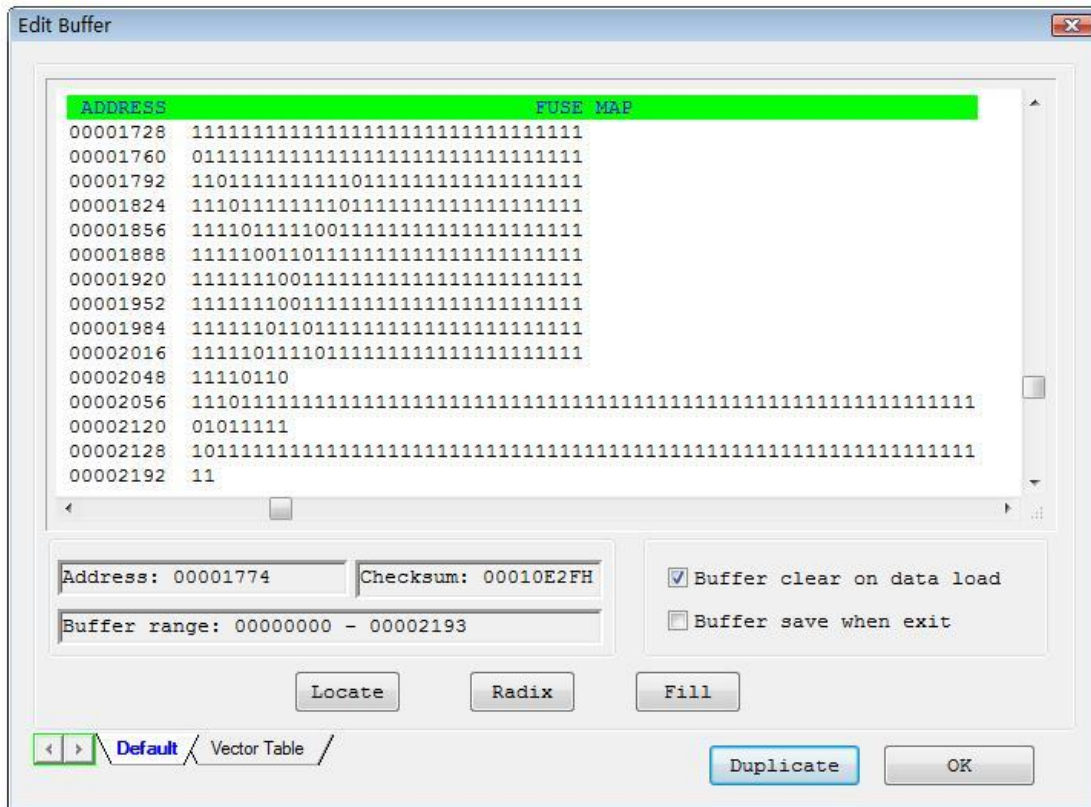 Edit Buffer
ADDRESS FUSE MAP
00001728 11111111111111111111111111111111
00001760 01111111111111111111111111111111
00001792 11011111111110111111111111111111
00001824 11101111111101111111111111111111
00001856 11110111110011111111111111111111
00001888 11111001101111111111111111111111
00001920 11111110011111111111111111111111
00001952 11111110011111111111111111111111
00001984 11111101101111111111111111111111
00002016 11111011110111111111111111111111
00002048 11110110
00002056 1110111111111111111111111111111111111111111111111111111111111111
00002120 01011111
00002128 1011111111111111111111111111111111111111111111111111111111111111
00002192 11
Address: 00001774
Checksum: 00010E2FH
Buffer range: 00000000 - 00002193
Buffer clear on data load
Buffer save when exit
Locate Radix Fill
Default Vector Table
Duplicate OK